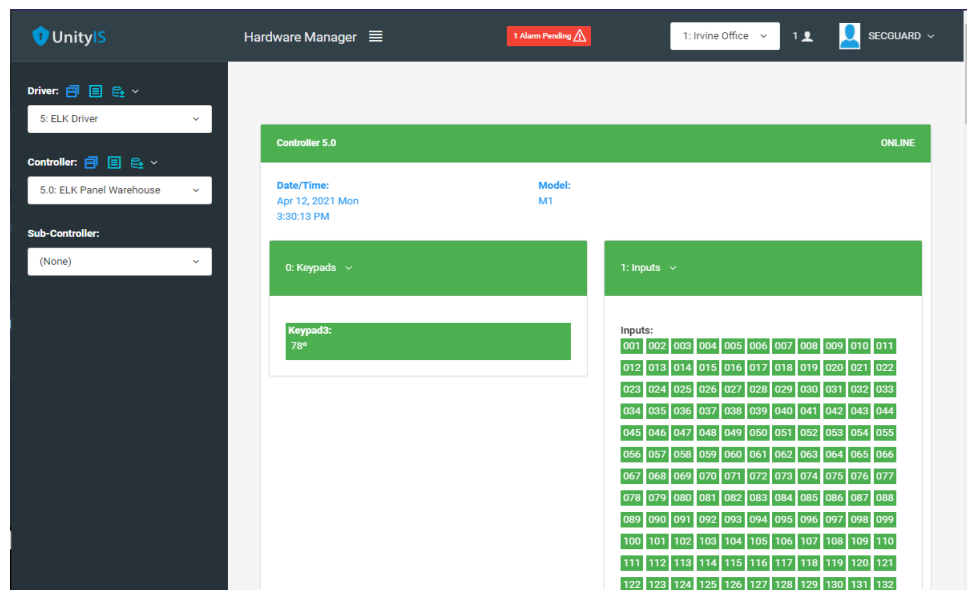 UnityIS
Hardware Manager
1 Alarm Pending
1: Irvine Office
1
SECGUARD
Driver:
5: ELK Driver
Controller:
5.0: ELK Panel Warehouse
Sub-Controller:
(None)
Controller 5.0
ONLINE
Date/Time:
Apr 12, 2021 Mon
3:30:13 PM
Model:
M1
0: Keypads
Keypad3:
78º
1: Inputs
Inputs:
001 002 003 004 005 006 007 008 009 010 011
012 013 014 015 016 017 018 019 020 021 022
023 024 025 026 027 028 029 030 031 032 033
034 035 036 037 038 039 040 041 042 043 044
045 046 047 048 049 050 051 052 053 054 055
056 057 058 059 060 061 062 063 064 065 066
067 068 069 070 071 072 073 074 075 076 077
078 079 080 081 082 083 084 085 086 087 088
089 090 091 092 093 094 095 096 097 098 099
100 101 102 103 104 105 106 107 108 109 110
111 112 113 114 115 116 117 118 119 120 121
122 123 124 125 126 127 128 129 130 131 132